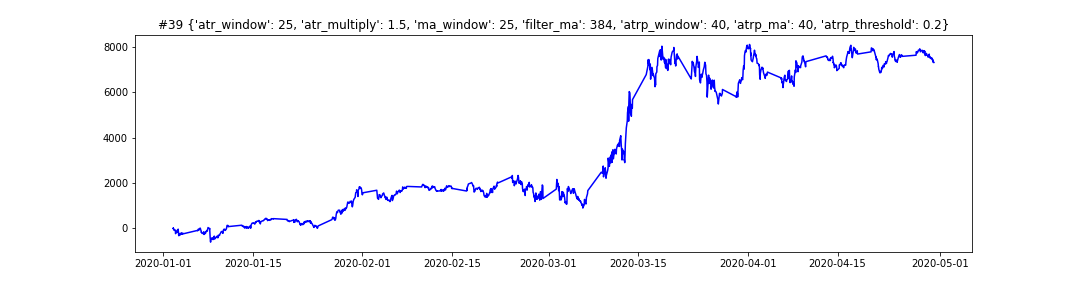 #39 {'atr_window': 25, 'atr_multiply': 1.5, 'ma_window': 25, 'filter_ma': 384, 'atrp_window': 40, 'atrp_ma': 40, 'atrp_threshold': 0.2}
8000
6000
4000
2000
0
2020-01-01 2020-01-15 2020-02-01 2020-02-15 2020-03-01 2020-03-15 2020-04-01 2020-04-15 2020-05-01